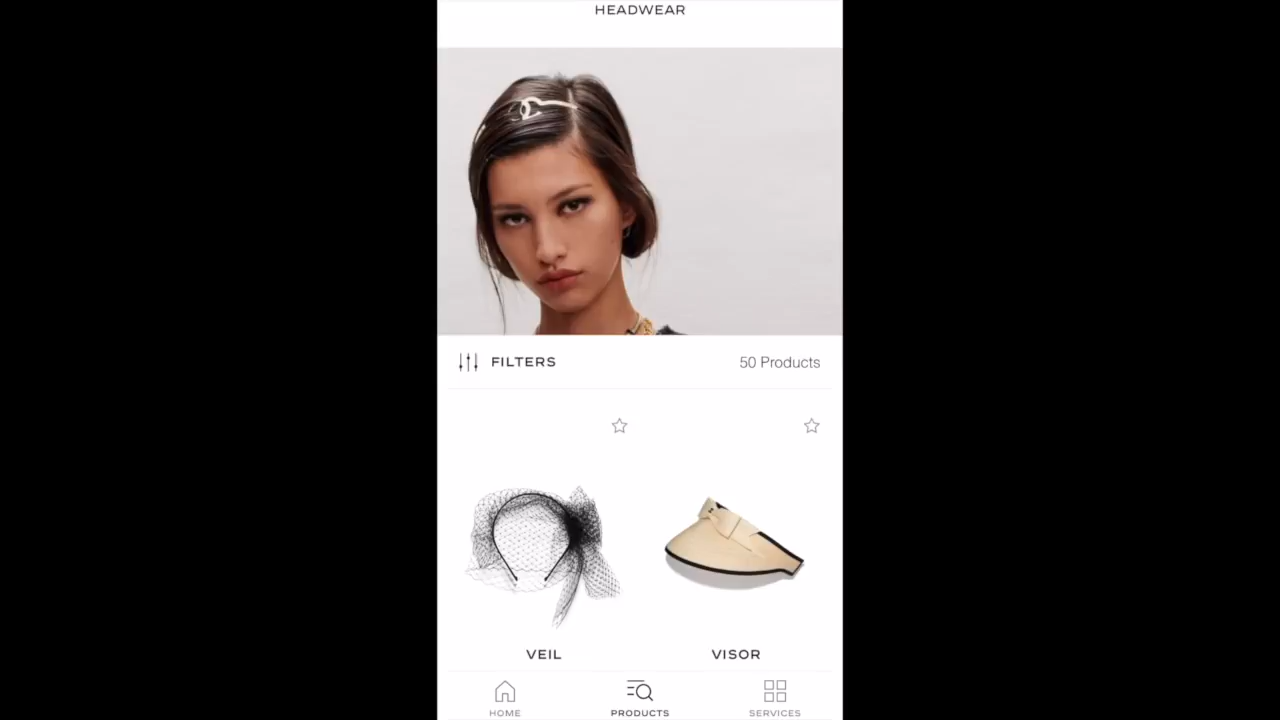 HEADWEAR
FILTERS
50 Products
VEIL
VISOR
HOME
PRODUCTS
SERVICES